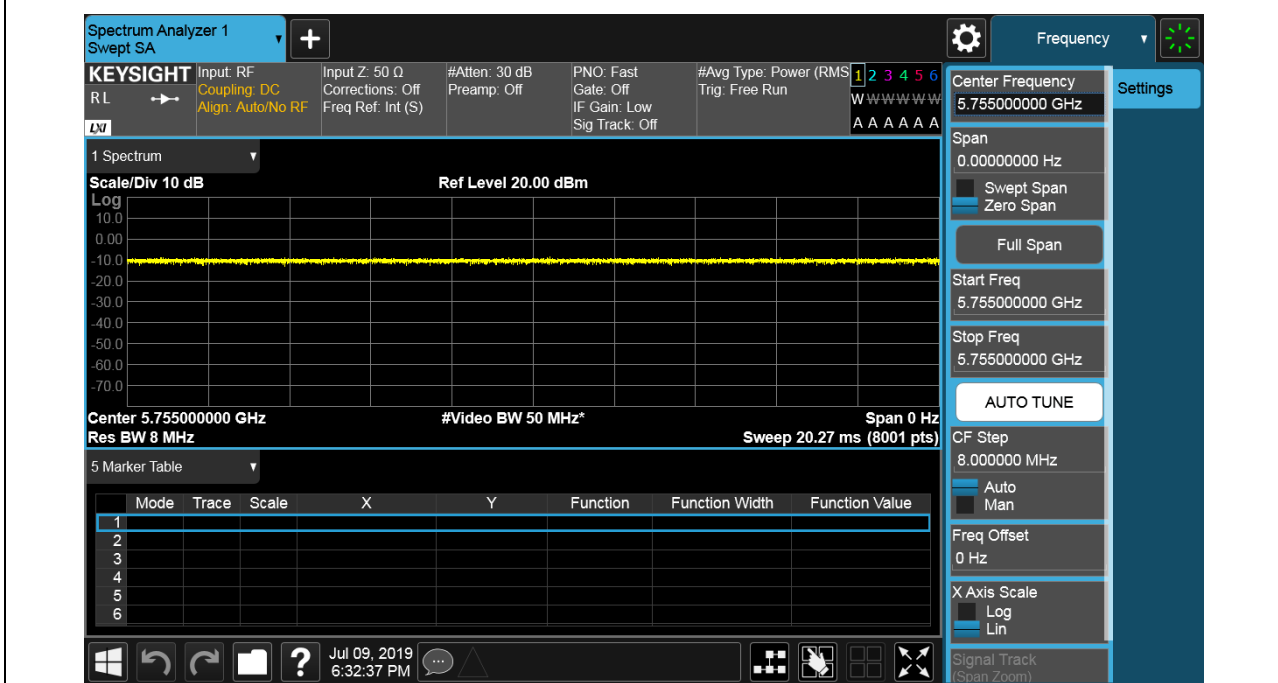 Spectrum Analyzer 1
Swept SA
Frequency
KEYSIGHT
R L
LXI
Input: RF
Coupling: DC
Align: Auto/No RF
Input Z: 50 Ω
Corrections: Off
Freq Ref: Int (S)
#Atten: 30 dB
Preamp: Off
PNO: Fast
Gate: Off
IF Gain: Low
Sig Track: Off
#Avg Type: Power (RMS
Trig: Free Run
1 2 3 4 5 6
W W W W W W
A A A A A A
1 Spectrum
Scale/Div 10 dB
Ref Level 20.00 dBm
Log
10.0
0.00
-10.0
-20.0
-30.0
-40.0
-50.0
-60.0
-70.0
Center 5.755000000 GHz
#Video BW 50 MHz*
Span 0 Hz
Res BW 8 MHz
Sweep 20.27 ms (8001 pts)
5 Marker Table
Mode Trace Scale X Y Function Function Width Function Value
1
2
3
4
5
6
Jul 09, 2019
6:32:37 PM
Center Frequency
5.755000000 GHz
Span
0.00000000 Hz
Swept Span
Zero Span
Full Span
Start Freq
5.755000000 GHz
Stop Freq
5.755000000 GHz
AUTO TUNE
CF Step
8.000000 MHz
Auto
Man
Freq Offset
0 Hz
X Axis Scale
Log
Lin
Signal Track
(Span Zoom)
Settings